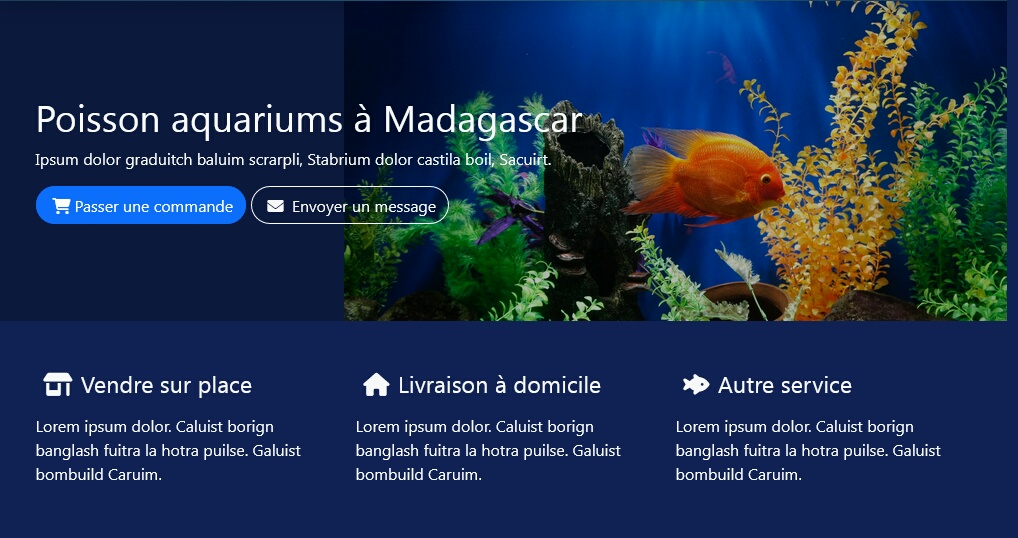 Poisson aquariums à Madagascar
Ipsum dolor graduitch baluim scrarpli, Stabrium dolor castila boil, Sacuirt.
Passer une commande
Envoyer un message
Vendre sur place
Lorem ipsum dolor. Caluist borign
banglash fuitra la hotra puilse. Galuist
bombuild Caruim.
Livraison à domicile
Lorem ipsum dolor. Caluist borign
banglash fuitra la hotra puilse. Galuist
bombuild Caruim.
Autre service
Lorem ipsum dolor. Caluist borign
banglash fuitra la hotra puilse. Galuist
bombuild Caruim.